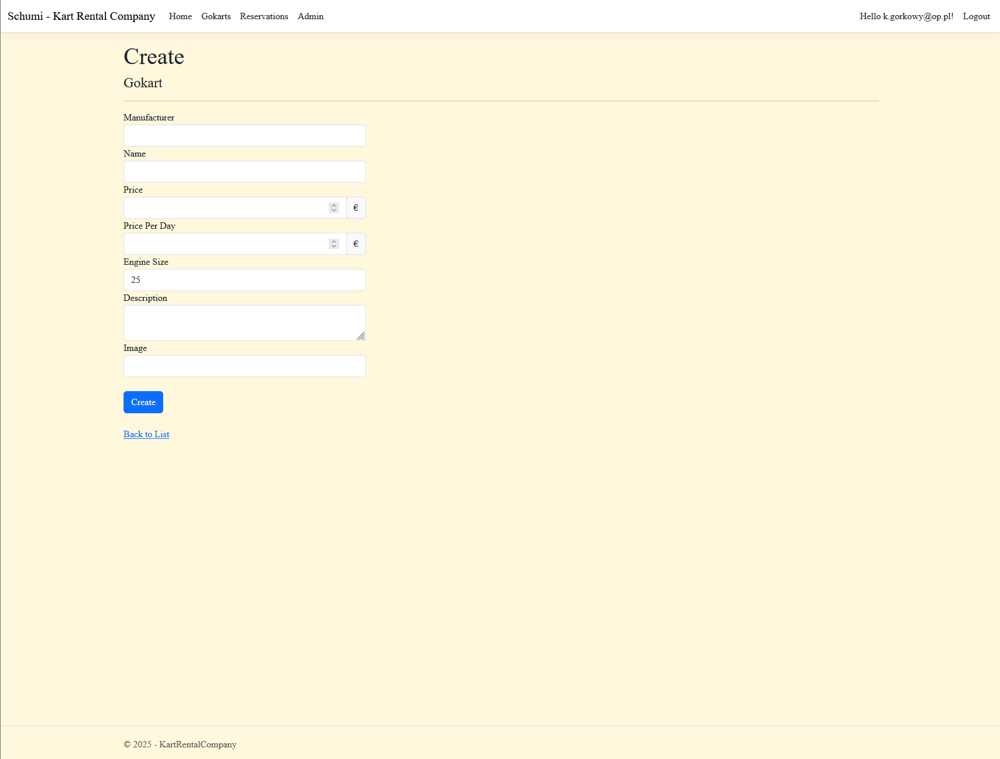 Schumi - Kart Rental Company Home Gokarts Reservations Admin Hello k.gorkowy@op.pl! Logout
Create
Gokart
Manufacturer
Name
Price
€
Price Per Day
€
Engine Size
25
Description
Image
Create
Back to List
© 2025 - KartRentalCompany